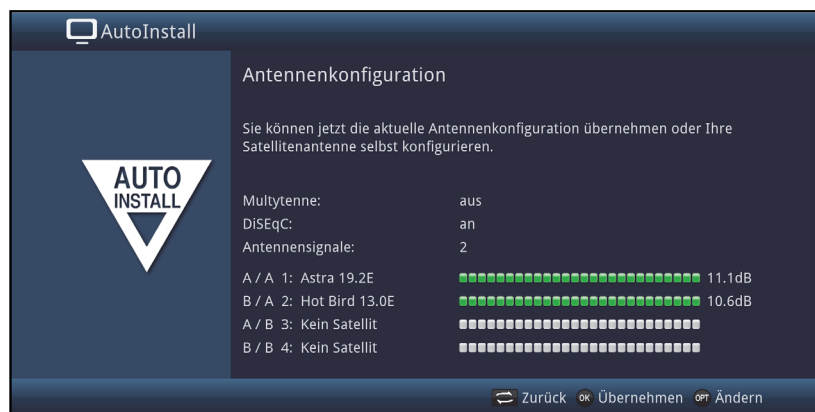 AutoInstall
Antennenkonfiguration
Sie können jetzt die aktuelle Antennenkonfiguration übernehmen oder Ihre
Satellitenantenne selbst konfigurieren.
AUTO
INSTALL
Multytenne: aus
DiSEqC: an
Antennensignale: 2
A / A 1: Astra 19.2E 11.1dB
B / A 2: Hot Bird 13.0E 10.6dB
A / B 3: Kein Satellit
B / B 4: Kein Satellit
Zurück OK Übernehmen OPT Ändern